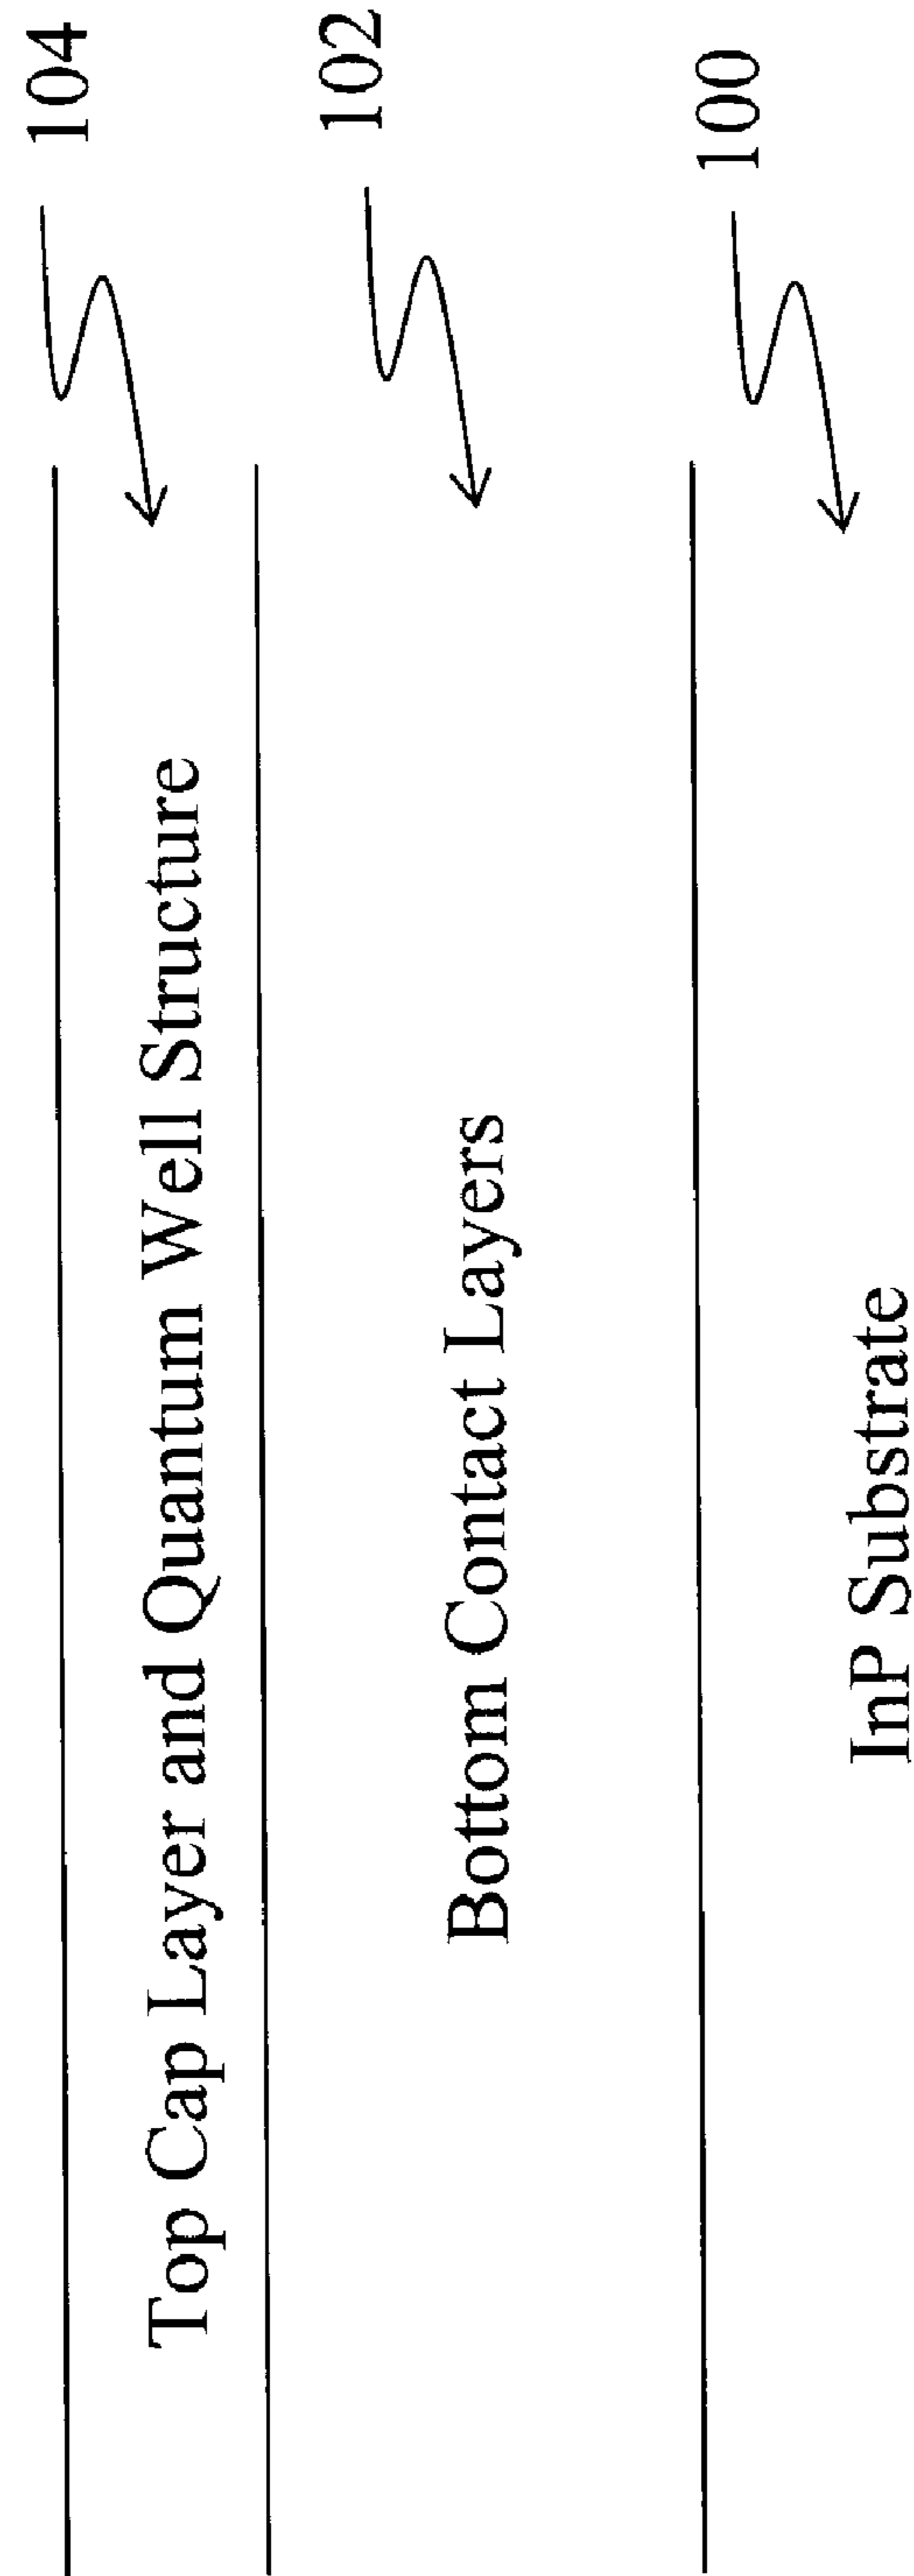 104
Top Cap Layer and Quantum Well Structure
102
Bottom Contact Layers
100
InP Substrate